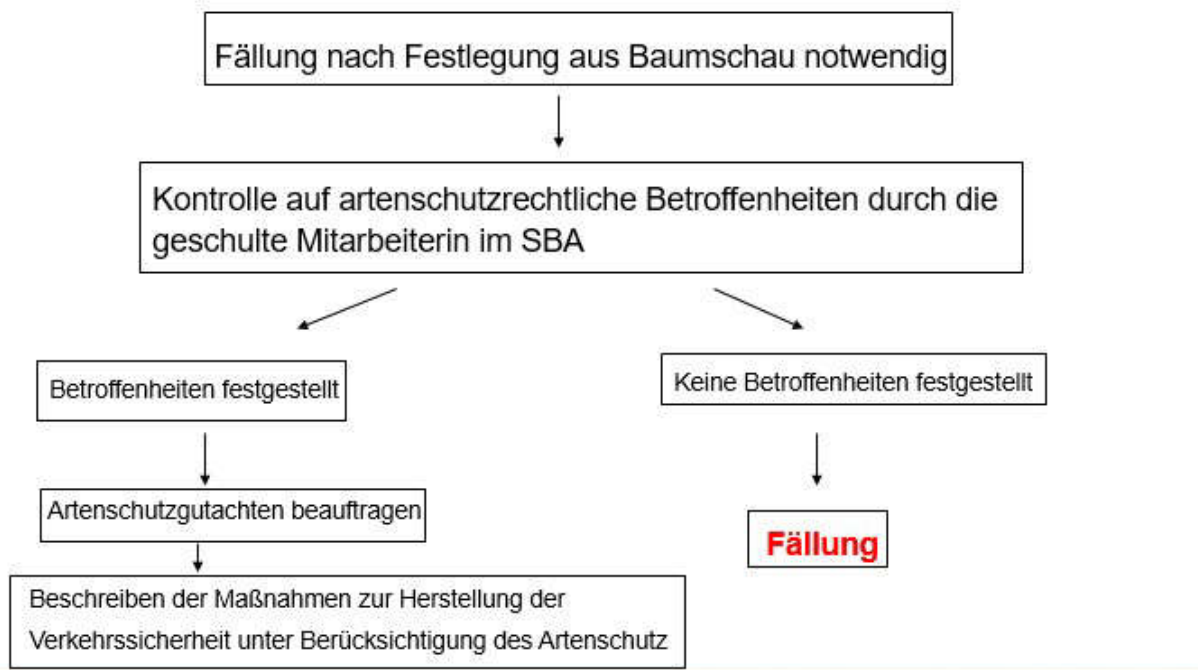 Fällung nach Festlegung aus Baumschau notwendig
Kontrolle auf artenschutzrechtliche Betroffenheiten durch die
geschulte Mitarbeiterin im SBA
Betroffenheiten festgestellt
Keine Betroffenheiten festgestellt
Artenschutzgutachten beauftragen
Fällung
Beschreiben der Maßnahmen zur Herstellung der
Verkehrssicherheit unter Berücksichtigung des Artenschutz